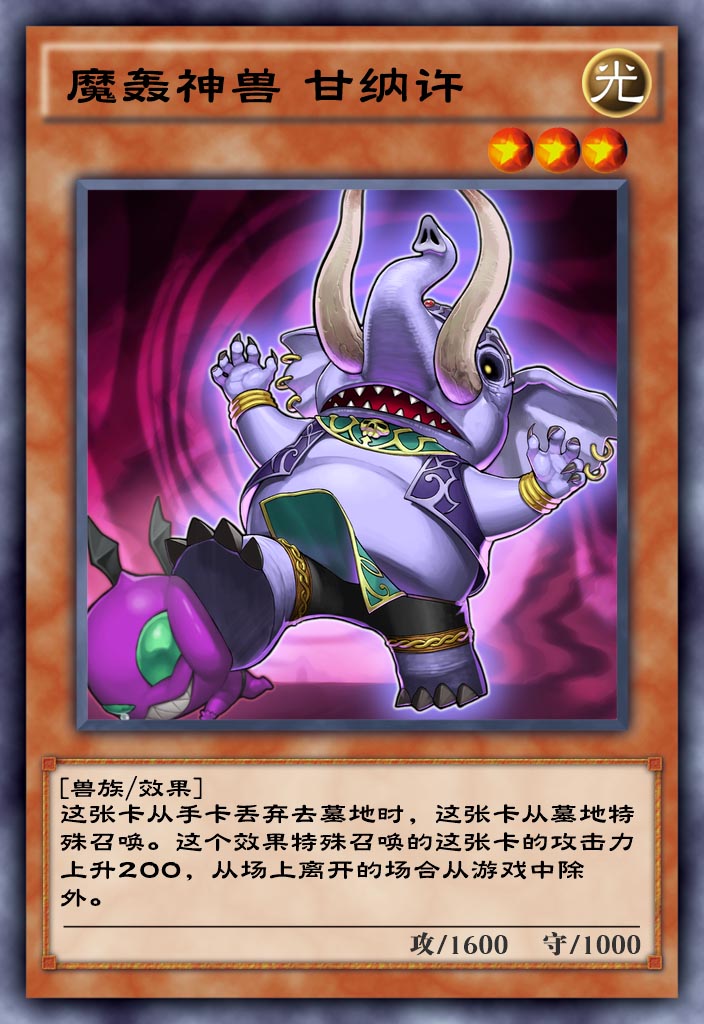 魔轰神兽 甘纳许
光
[兽族/效果]
这张卡从手卡丢弃去墓地时，这张卡从墓地特
殊召唤。这个效果特殊召唤的这张卡的攻击力
上升200，从场上离开的场合从游戏中除
外。
攻/1600 守/1000